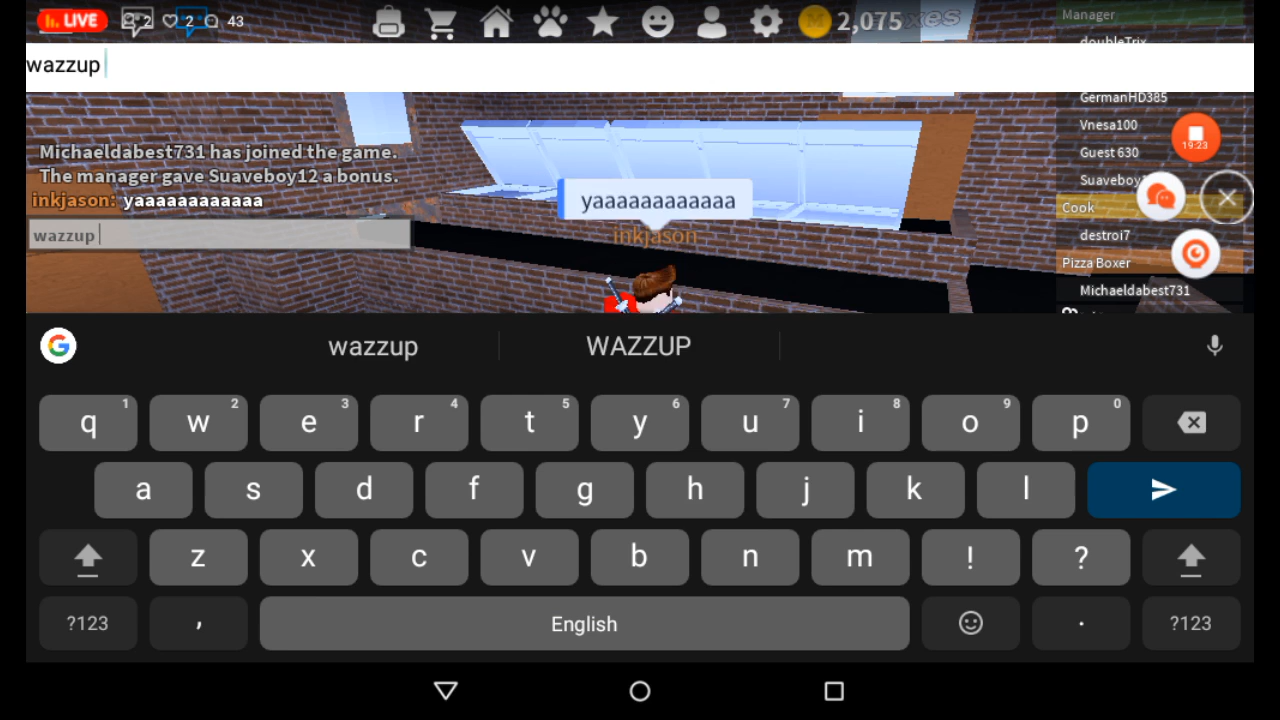 LIVE 2 2 43 2,075
Manager
wazzup
GermanHD385
Vnesa100
Guest 630
Suaveboy
Cook
destroi7
Pizza Boxer
Michaeldabest731
19:23
Michaeldabest731 has joined the game.
The manager gave Suaveboy12 a bonus.
inkjason: yaaaaaaaaaaaa
wazzup
yaaaaaaaaaaaa
inkjason
wazzup WAZZUP
q 1 w 2 e 3 r 4 t 5 y 6 u 7 i 8 o 9 p 0
a s d f g h j k l
z x c v b n m ! ?
?123 , English . ?123